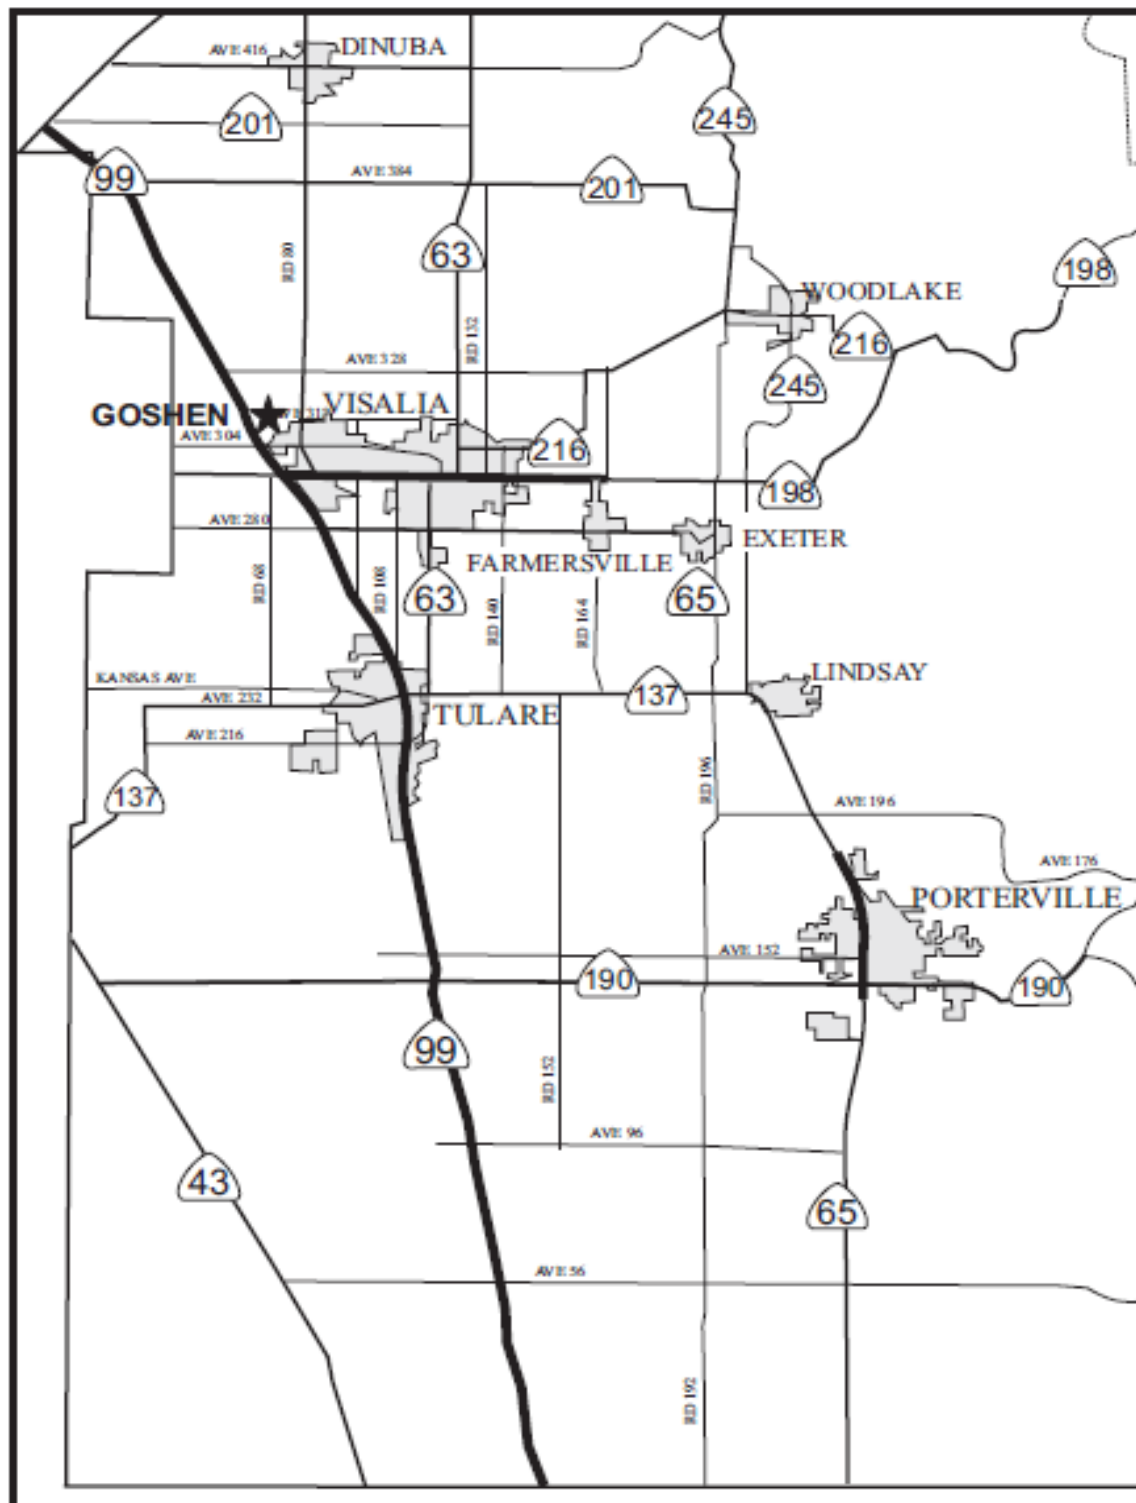 AVE 416
DINUBA
201
245
99
AVE 384
201
63
RD 80
198
WOODLAKE
RD 132
216
AVE 328
245
GOSHEN
VISALIA
AVE 304
216
198
AVE 280
EXETER
FARMERSVILLE
RD 68
RD 108
63
RD 140
RD 164
65
KANSAS AVE
LINDSAY
AVE 232
137
TULARE
AVE 216
137
RD 196
AVE 196
AVE 176
PORTERVILLE
AVE 152
190
190
99
RD 152
AVE 96
43
65
AVE 56
RD 192